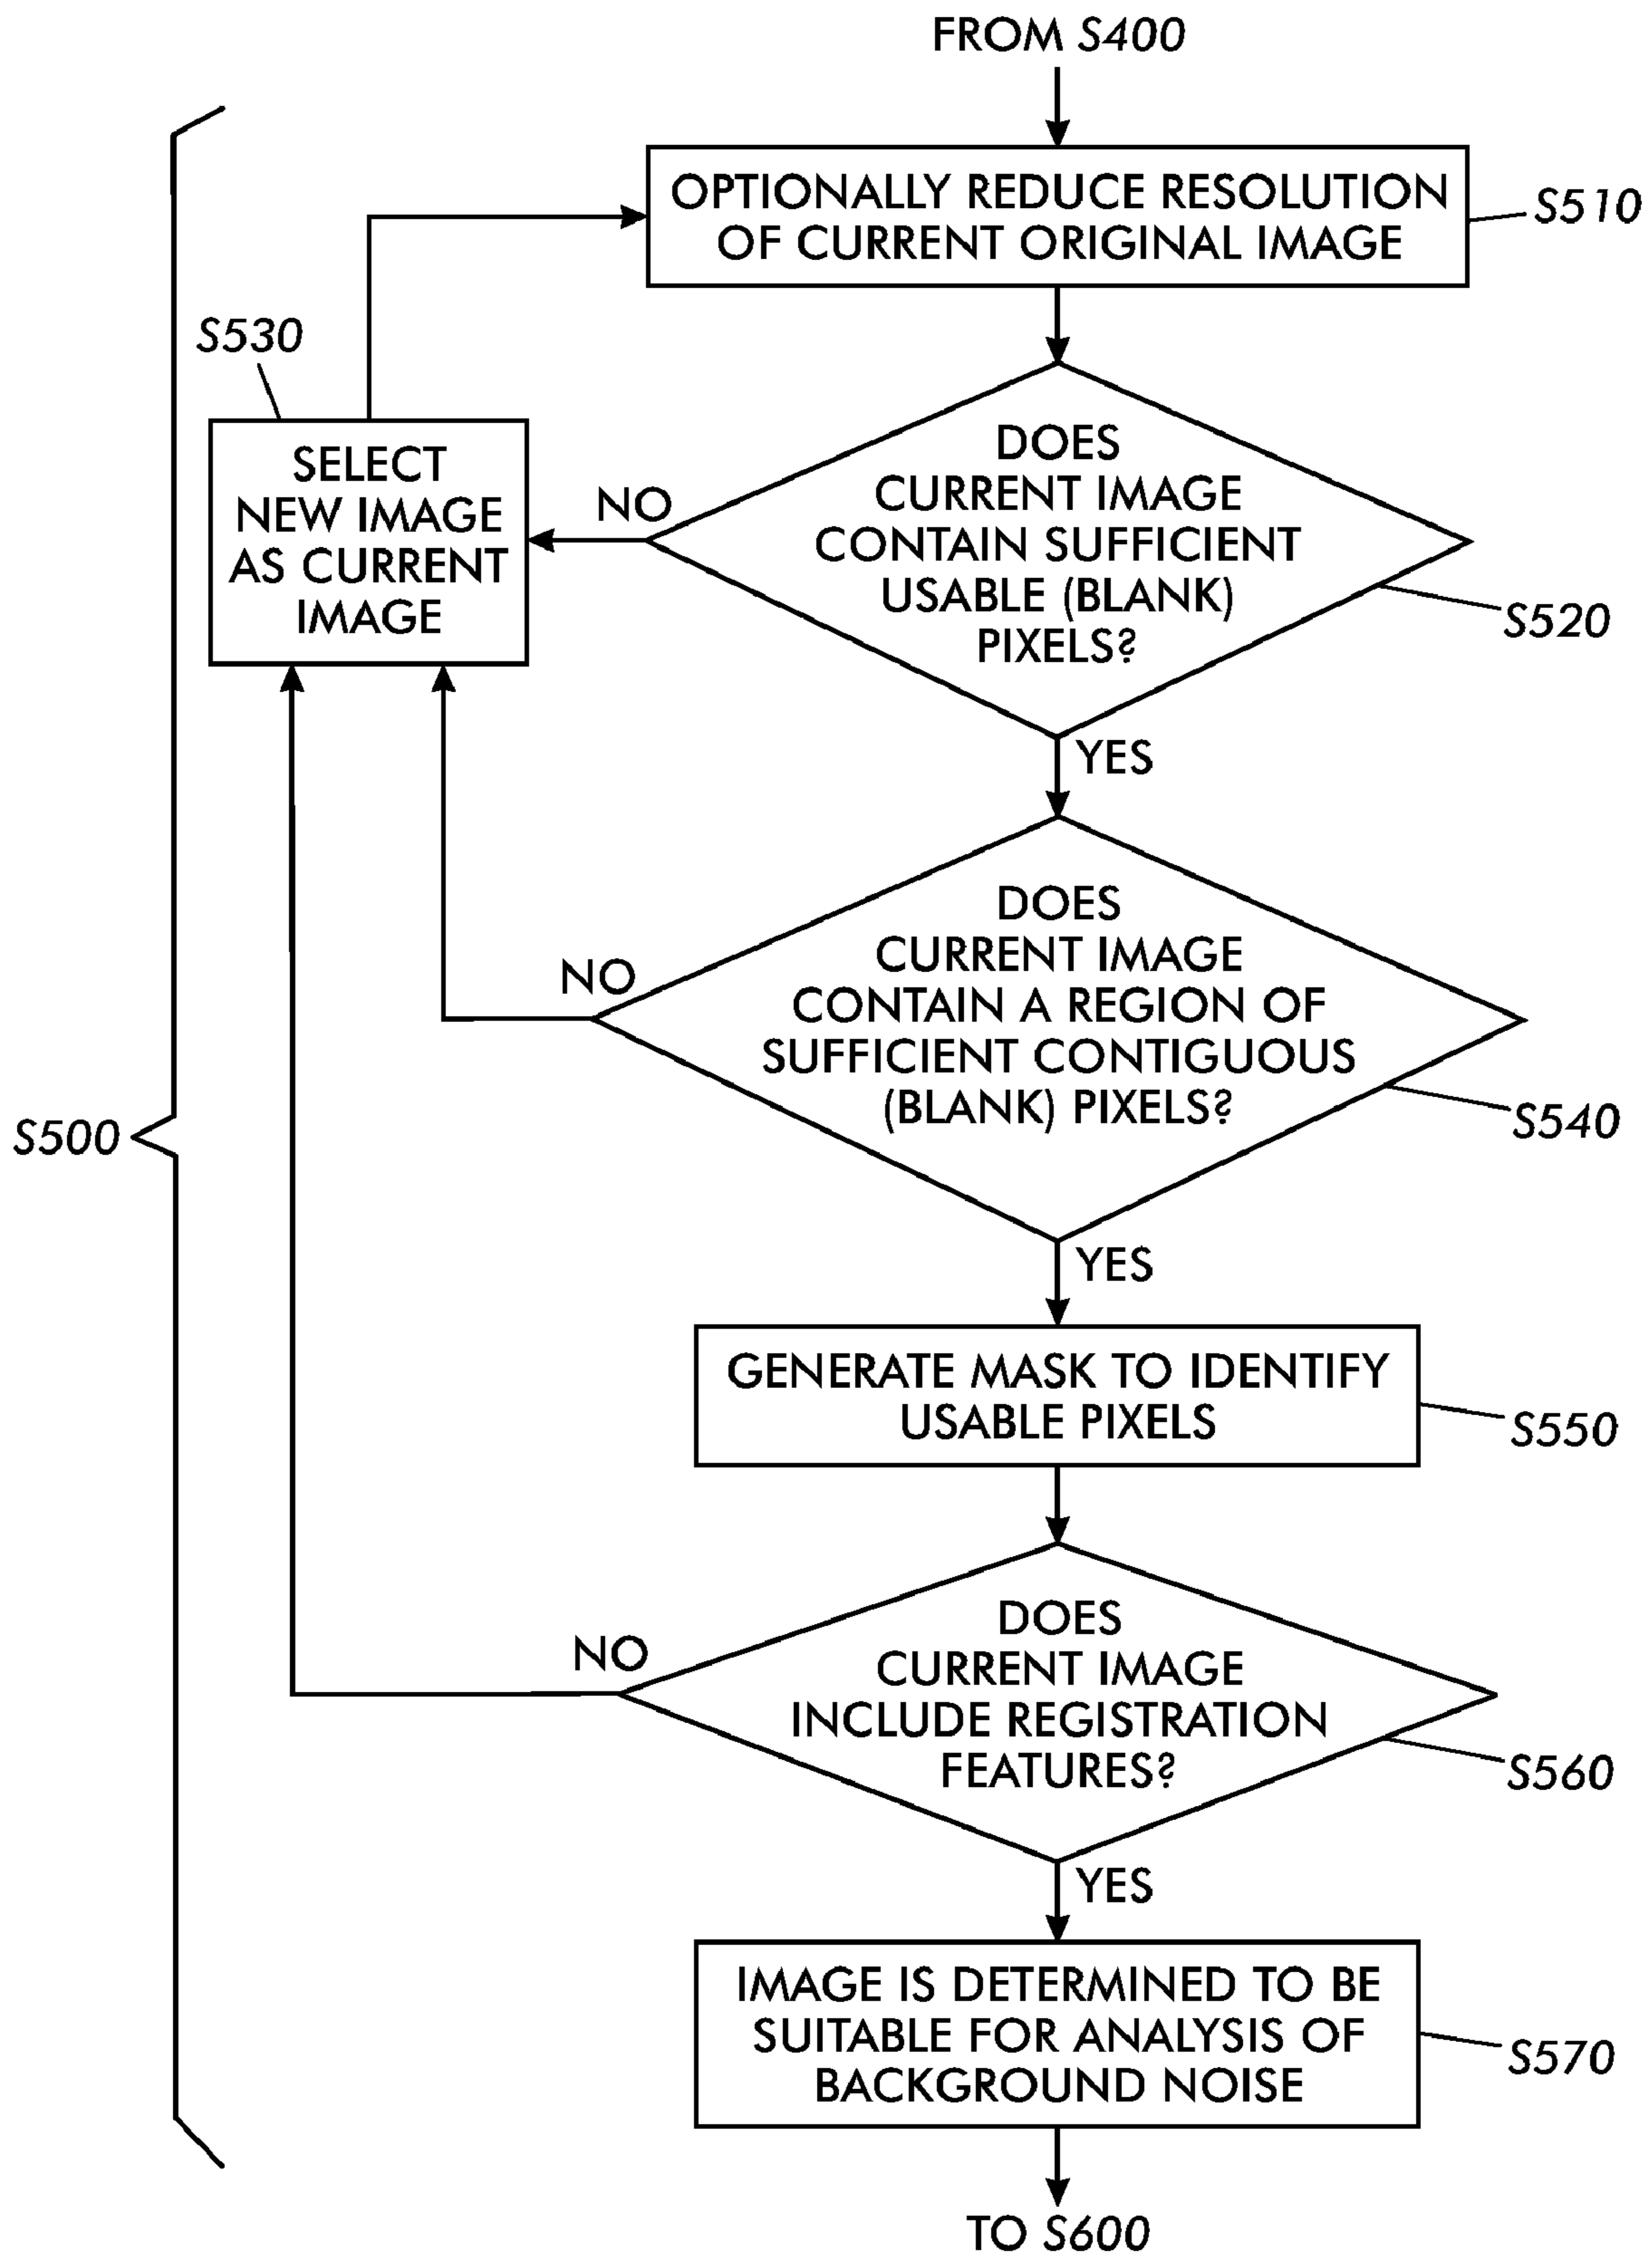 FROM S400
OPTIONALLY REDUCE RESOLUTION
OF CURRENT ORIGINAL IMAGE
S510
S530
SELECT
NEW IMAGE
AS CURRENT
IMAGE
NO
DOES
CURRENT IMAGE
CONTAIN SUFFICIENT
USABLE (BLANK)
PIXELS?
S520
YES
DOES
CURRENT IMAGE
CONTAIN A REGION OF
SUFFICIENT CONTIGUOUS
(BLANK) PIXELS?
NO
S540
S500
YES
GENERATE MASK TO IDENTIFY
USABLE PIXELS
S550
DOES
CURRENT IMAGE
INCLUDE REGISTRATION
FEATURES?
NO
S560
YES
IMAGE IS DETERMINED TO BE
SUITABLE FOR ANALYSIS OF
BACKGROUND NOISE
S570
TO S600